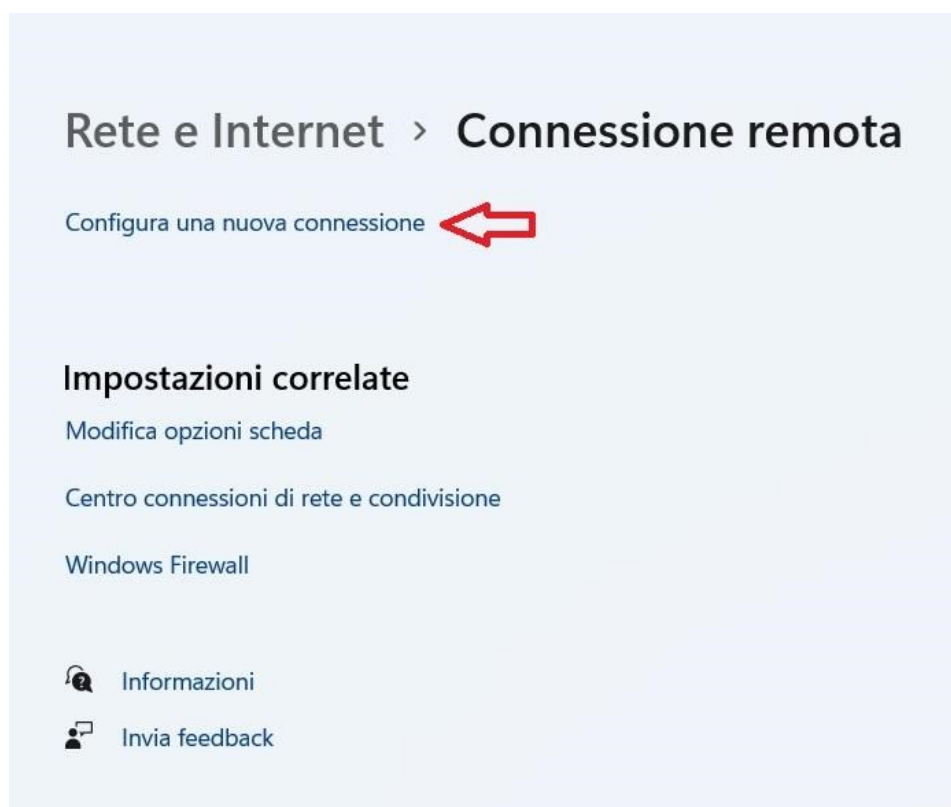 Rete e Internet > Connessione remota
Configura una nuova connessione
Impostazioni correlate
Modifica opzioni scheda
Centro connessioni di rete e condivisione
Windows Firewall
Informazioni
Invia feedback